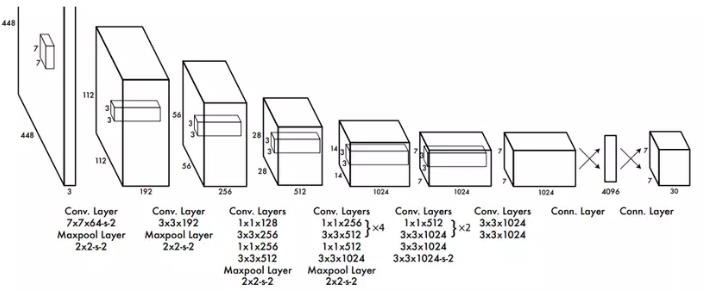 448
7
7
448
3
112
3
3
112
192
56
3
3
56
256
28
3
3
28
512
14
3
3
14
1024
7
3
3
7
1024
7
7
1024
4096
7
7
30
Conv. Layer
7x7x64-s-2
Maxpool Layer
2x2-s-2
Conv. Layer
3x3x192
Maxpool Layer
2x2-s-2
Conv. Layers
1x1x128
3x3x256
1x1x256
3x3x512
Maxpool Layer
2x2-s-2
Conv. Layers
1x1x256
3x3x512 }×4
1x1x512
3x3x1024
Maxpool Layer
2x2-s-2
Conv. Layers
1x1x512
3x3x1024 }×2
3x3x1024
3x3x1024-s-2
Conv. Layers
3x3x1024
3x3x1024
Conn. Layer
Conn. Layer